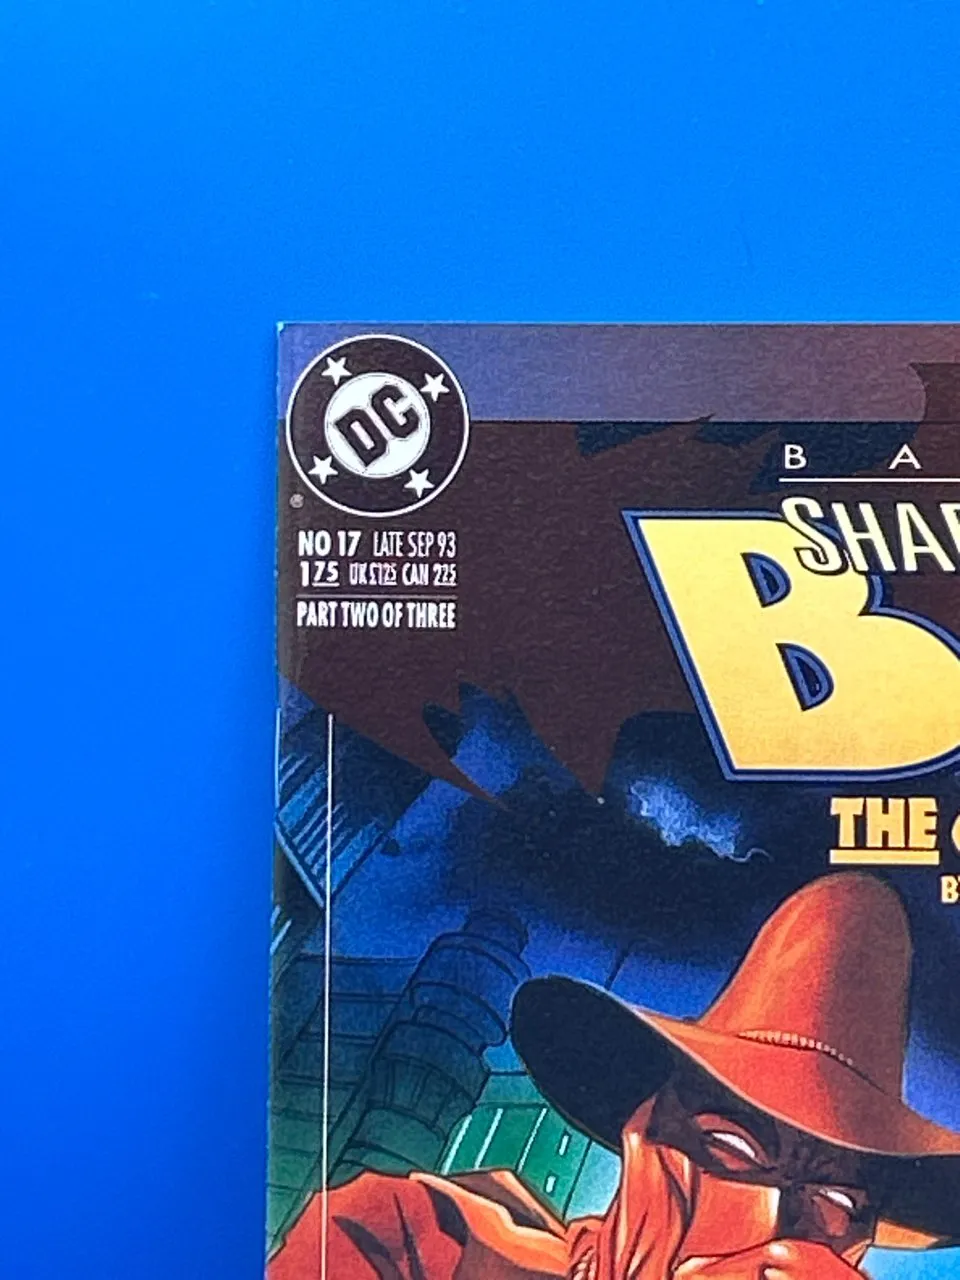 DC
®
NO 17 LATE SEP 93
1 75 UK £1.25 CAN 2.25
PART TWO OF THREE
B A
SHA
B
THE
B